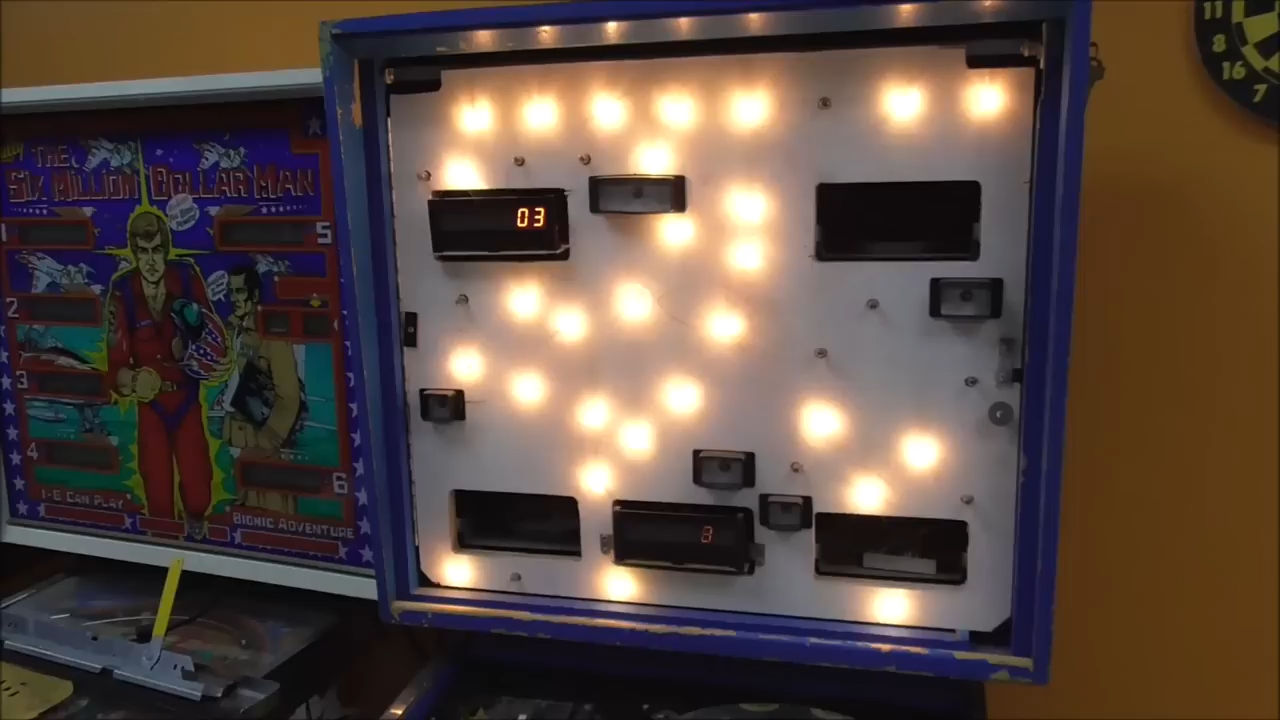 Bally
THE
SIX MILLION DOLLAR MAN
1
5
2
3
4
6
1-6 CAN PLAY
BIONIC ADVENTURE
03
11
8
16
7